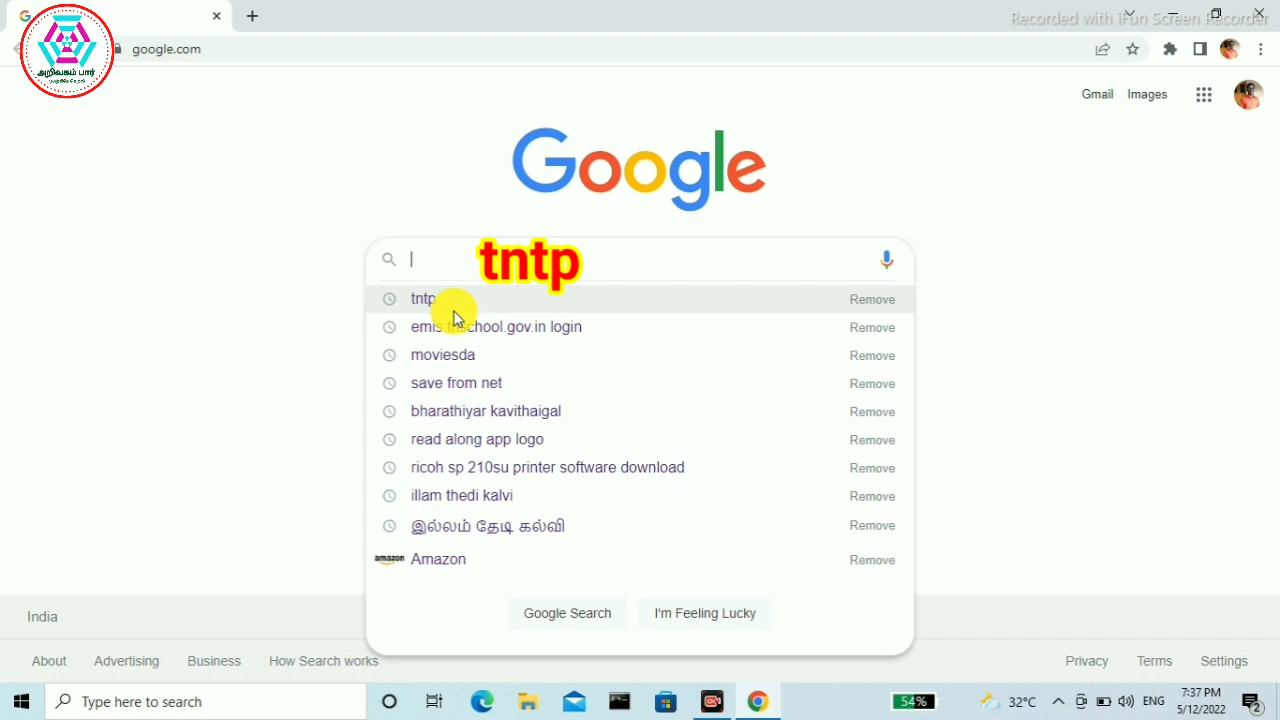 Recorded with iFun Screen Recorder
google.com
அறிவகம் பார்
Gmail Images
Google
tntp
tntp Remove
emis tnschool.gov.in login Remove
moviesda Remove
save from net Remove
bharathiyar kavithaigal Remove
read along app logo Remove
ricoh sp 210su printer software download Remove
illam thedi kalvi Remove
இல்லம் தேடி கல்வி Remove
amazon Amazon Remove
Google Search I'm Feeling Lucky
India
About Advertising Business How Search works Privacy Terms Settings
Type here to search 54% 32°C ENG 7:37 PM
5/12/2022 2